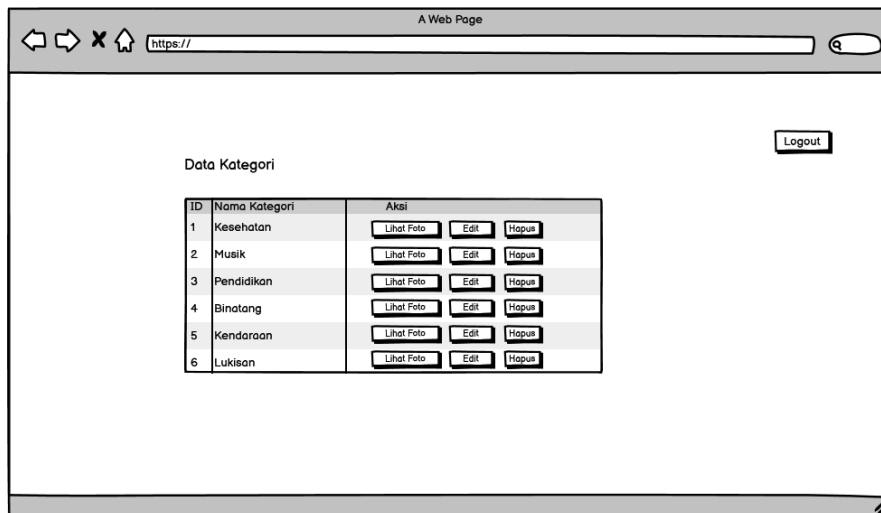 A Web Page
https://
Logout
Data Kategori
ID Nama Kategori Aksi
1 Kesehatan Lihat Foto Edit Hapus
2 Musik Lihat Foto Edit Hapus
3 Pendidikan Lihat Foto Edit Hapus
4 Binatang Lihat Foto Edit Hapus
5 Kendaraan Lihat Foto Edit Hapus
6 Lukisan Lihat Foto Edit Hapus